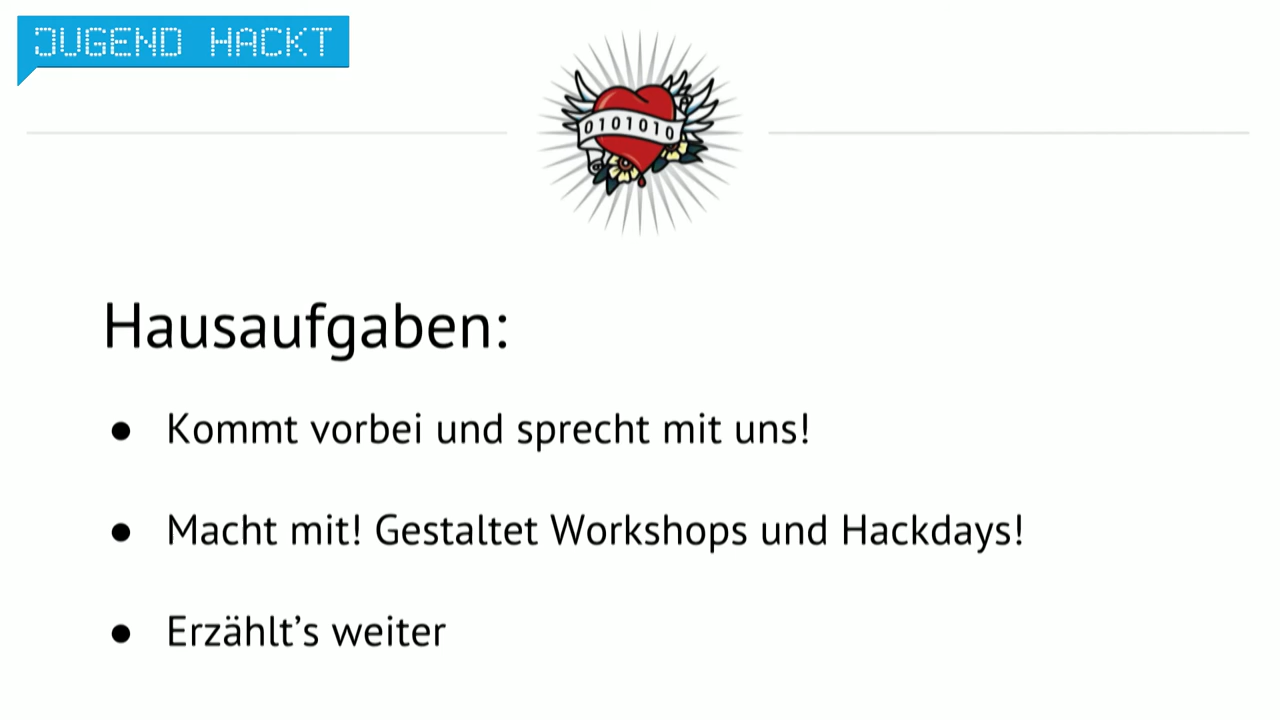 JUGEND HACKT
0101010
Hausaufgaben:
● Kommt vorbei und sprecht mit uns!
● Macht mit! Gestaltet Workshops und Hackdays!
● Erzählt’s weiter